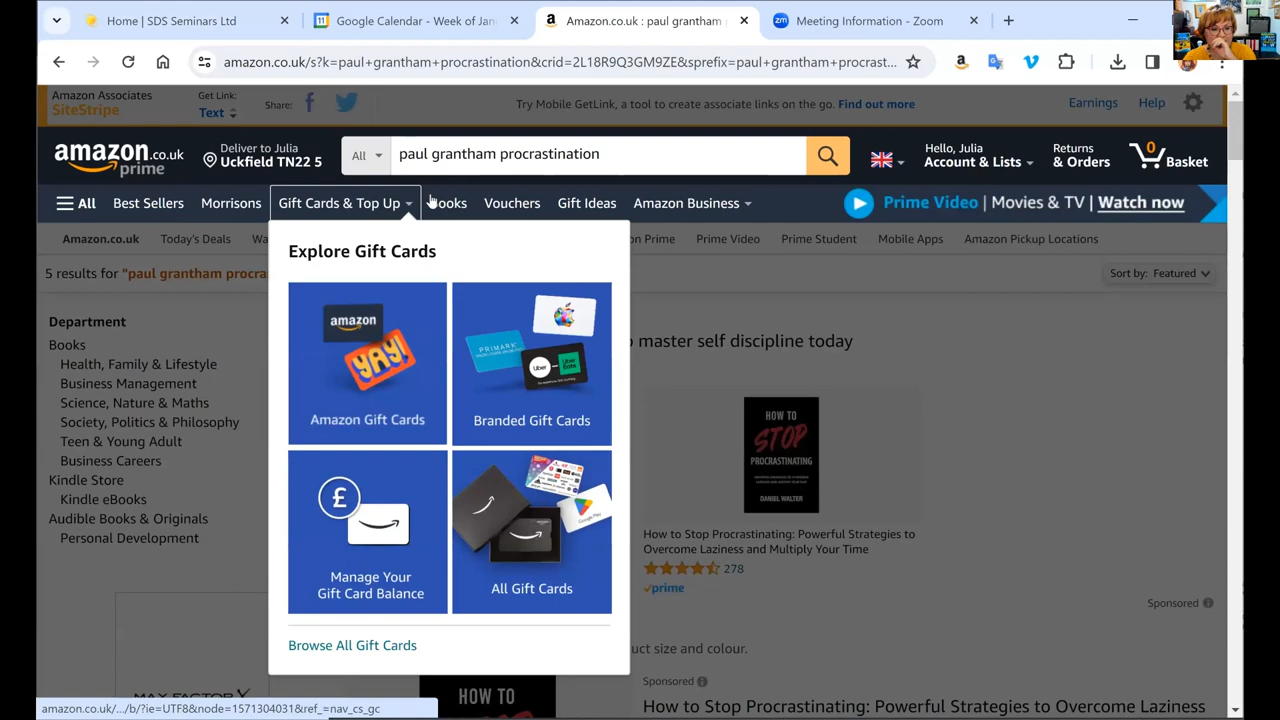 Home | SDS Seminars Ltd
Google Calendar - Week of Jan
Amazon.co.uk : paul grantham
Meeting Information - Zoom
amazon.co.uk/s?k=paul+grantham+procrastination&crid=2L18R9Q3GM9ZE&sprefix=paul+grantham+procrast...
Amazon Associates
SiteStripe
Get Link:
Text
Share:
Try Mobile GetLink, a tool to create associate links on the go. Find out more
Earnings
Help
amazon.co.uk
prime
Deliver to Julia
Uckfield TN22 5
All
paul grantham procrastination
Hello, Julia
Account & Lists
Returns
& Orders
0
Basket
All
Best Sellers
Morrisons
Gift Cards & Top Up
Books
Vouchers
Gift Ideas
Amazon Business
Prime Video | Movies & TV | Watch now
Amazon.co.uk
Today's Deals
Wa
on Prime
Prime Video
Prime Student
Mobile Apps
Amazon Pickup Locations
5 results for "paul grantham procra
Sort by: Featured
Explore Gift Cards
amazon
YAY!
Amazon Gift Cards
PRIMARK
Uber
Uber Eats
Branded Gift Cards
£
Manage Your
Gift Card Balance
Google Play
All Gift Cards
Browse All Gift Cards
Department
Books
Health, Family & Lifestyle
Business Management
Science, Nature & Maths
Society, Politics & Philosophy
Teen & Young Adult
Business Careers
Kindle Store
Kindle eBooks
Audible Books & Originals
Personal Development
o master self discipline today
HOW TO
STOP
PROCRASTINATING
DANIEL WALTER
How to Stop Procrastinating: Powerful Strategies to
Overcome Laziness and Multiply Your Time
278
prime
Sponsored
uct size and colour.
Sponsored
MAX FACTOR
HOW TO
How to Stop Procrastinating: Powerful Strategies to Overcome Laziness
amazon.co.uk/.../b/?ie=UTF8&node=1571304031&ref_=nav_cs_gc